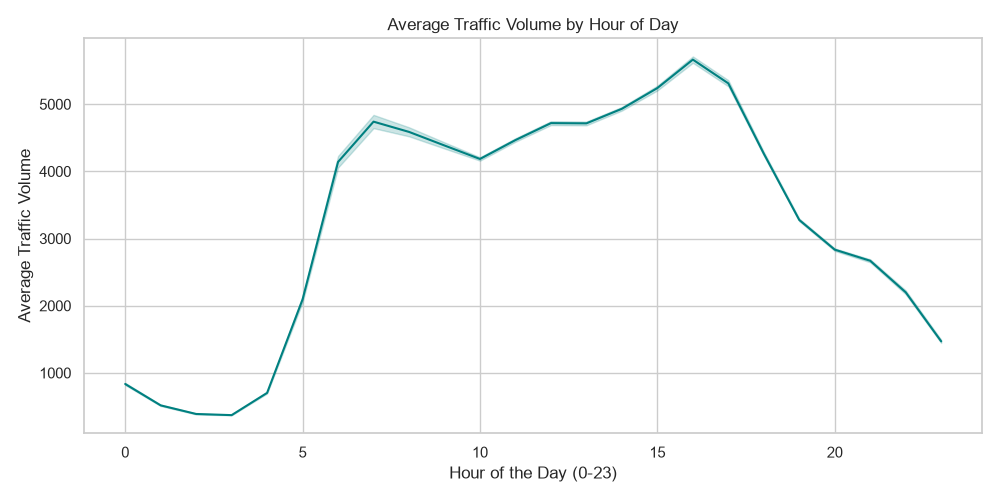 Average Traffic Volume by Hour of Day
Average Traffic Volume
5000
4000
3000
2000
1000
0 5 10 15 20
Hour of the Day (0-23)